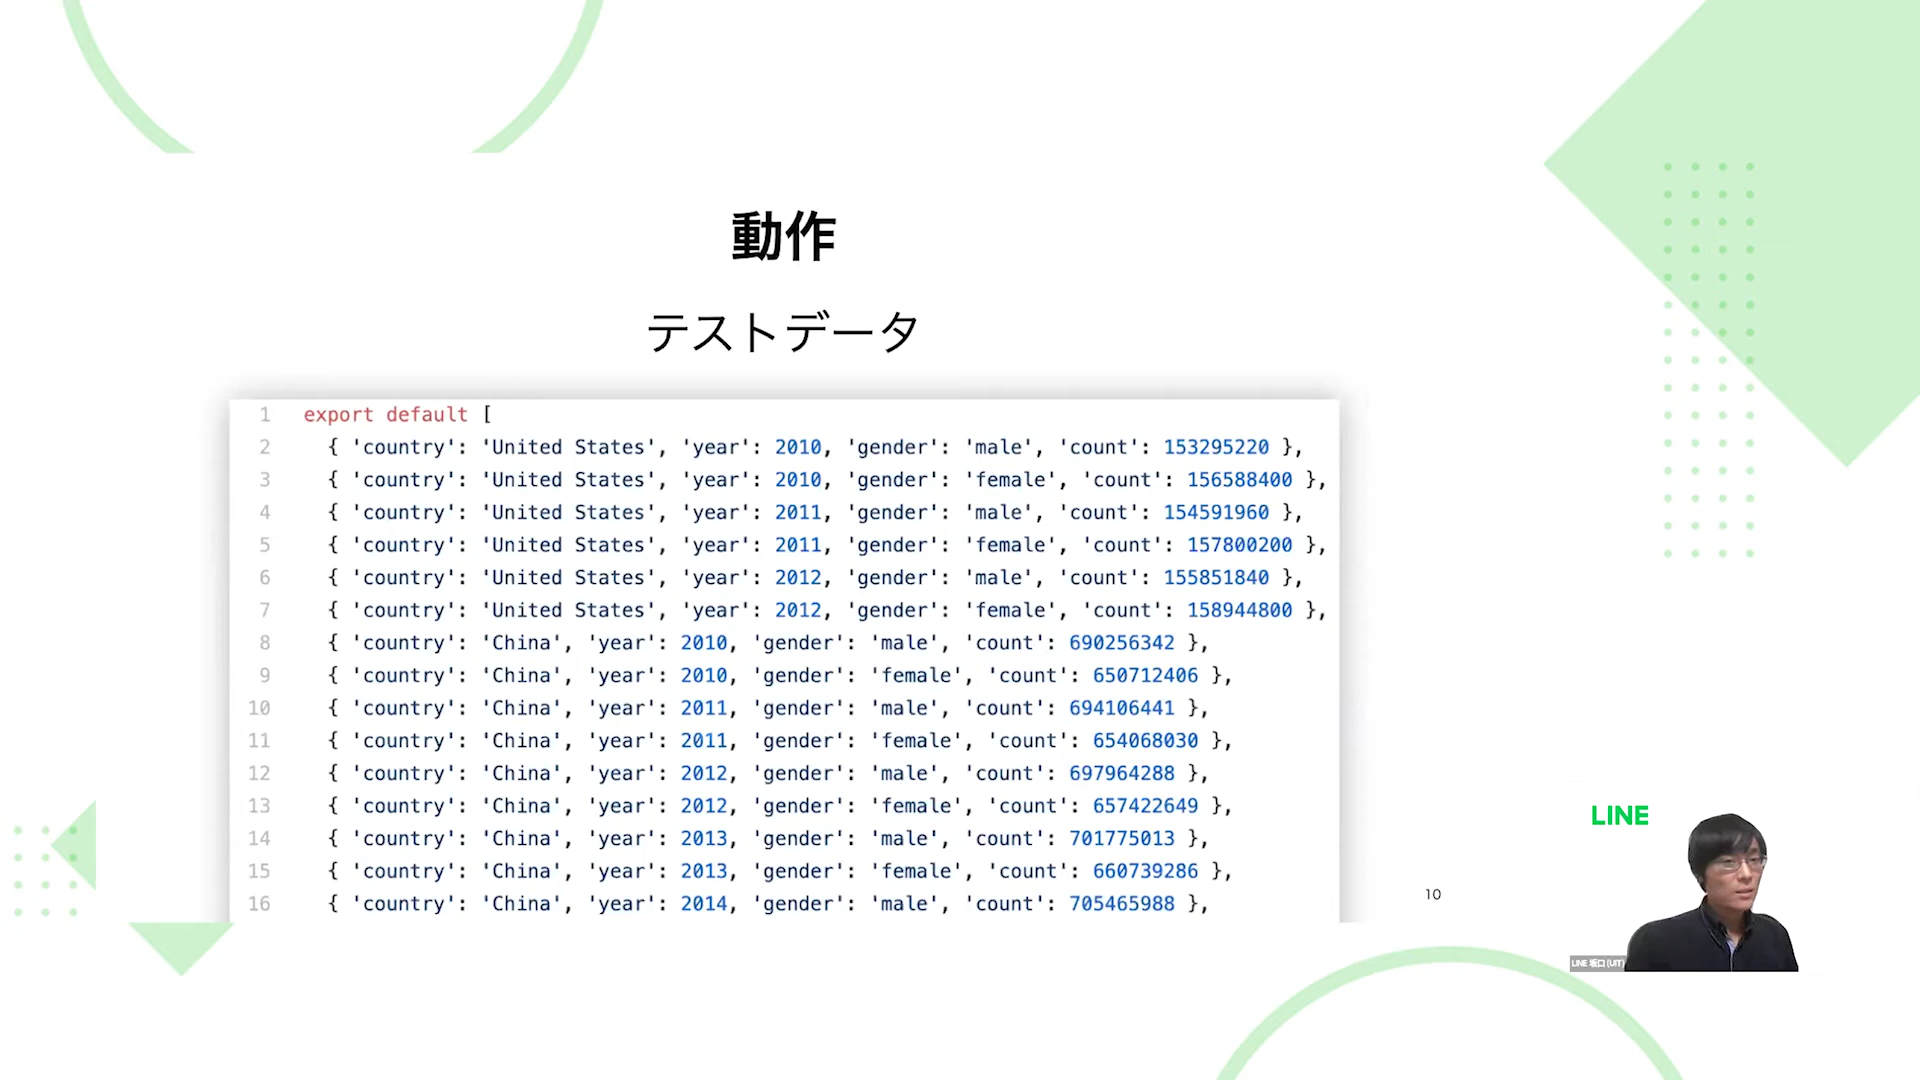 動作
テストデータ
1 export default [
2 { 'country': 'United States', 'year': 2010, 'gender': 'male', 'count': 153295220 },
3 { 'country': 'United States', 'year': 2010, 'gender': 'female', 'count': 156588400 },
4 { 'country': 'United States', 'year': 2011, 'gender': 'male', 'count': 154591960 },
5 { 'country': 'United States', 'year': 2011, 'gender': 'female', 'count': 157800200 },
6 { 'country': 'United States', 'year': 2012, 'gender': 'male', 'count': 155851840 },
7 { 'country': 'United States', 'year': 2012, 'gender': 'female', 'count': 158944800 },
8 { 'country': 'China', 'year': 2010, 'gender': 'male', 'count': 690256342 },
9 { 'country': 'China', 'year': 2010, 'gender': 'female', 'count': 650712406 },
10 { 'country': 'China', 'year': 2011, 'gender': 'male', 'count': 694106441 },
11 { 'country': 'China', 'year': 2011, 'gender': 'female', 'count': 654068030 },
12 { 'country': 'China', 'year': 2012, 'gender': 'male', 'count': 697964288 },
13 { 'country': 'China', 'year': 2012, 'gender': 'female', 'count': 657422649 },
14 { 'country': 'China', 'year': 2013, 'gender': 'male', 'count': 701775013 },
15 { 'country': 'China', 'year': 2013, 'gender': 'female', 'count': 660739286 },
16 { 'country': 'China', 'year': 2014, 'gender': 'male', 'count': 705465988 },
10
LINE
LINE 坂口 (UIT)